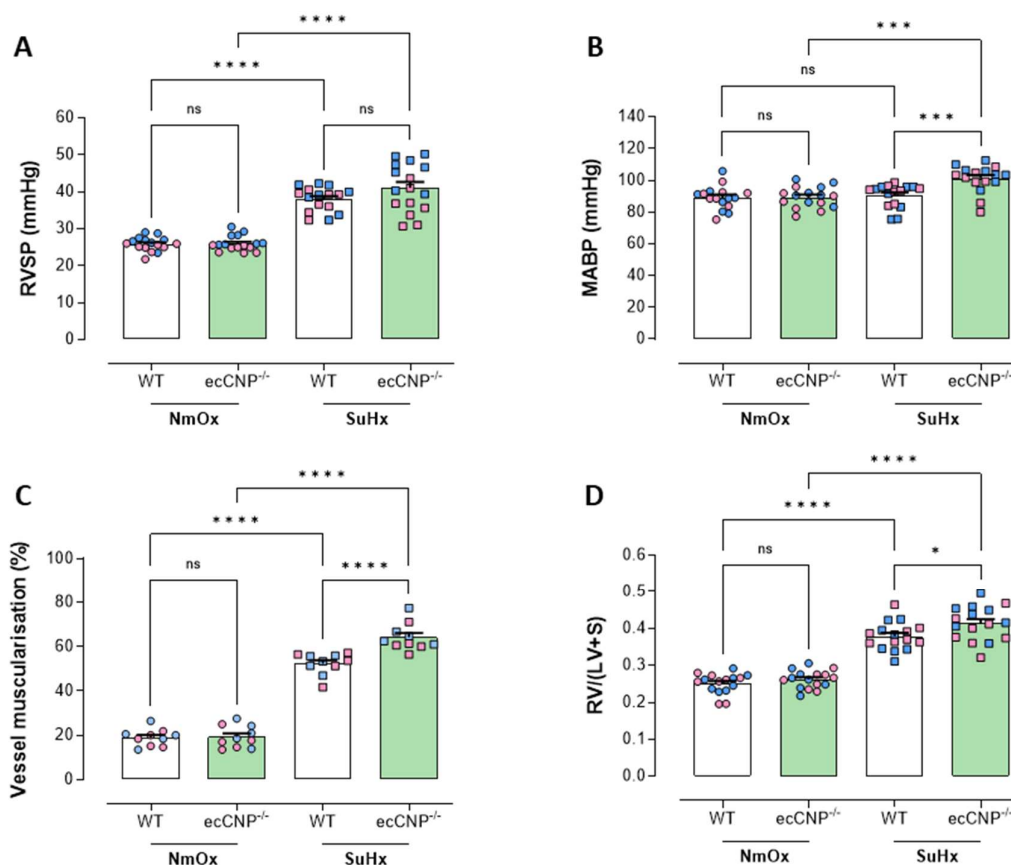 A
* * * *
* * * *
ns
ns
RVSP (mmHg)
60
50
40
30
20
10
0
WT
ecCNP⁻/⁻
WT
ecCNP⁻/⁻
NmOx
SuHx
B
* * *
ns
ns
* * *
MABP (mmHg)
140
120
100
80
60
40
20
0
WT
ecCNP⁻/⁻
WT
ecCNP⁻/⁻
NmOx
SuHx
C
* * * *
* * * *
ns
* * * *
Vessel muscularisation (%)
100
80
60
40
20
0
WT
ecCNP⁻/⁻
WT
ecCNP⁻/⁻
NmOx
SuHx
D
* * * *
* * * *
ns
*
RV/(LV+S)
0.6
0.5
0.4
0.3
0.2
0.1
0.0
WT
ecCNP⁻/⁻
WT
ecCNP⁻/⁻
NmOx
SuHx